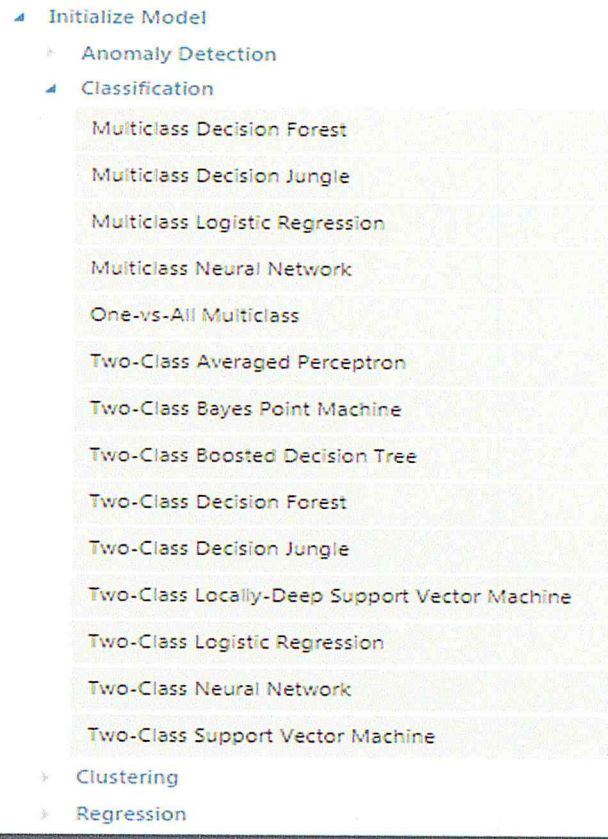 Initialize Model
Anomaly Detection
Classification
Multiclass Decision Forest
Multiclass Decision Jungle
Multiclass Logistic Regression
Multiclass Neural Network
One-vs-All Multiclass
Two-Class Averaged Perceptron
Two-Class Bayes Point Machine
Two-Class Boosted Decision Tree
Two-Class Decision Forest
Two-Class Decision Jungle
Two-Class Locally-Deep Support Vector Machine
Two-Class Logistic Regression
Two-Class Neural Network
Two-Class Support Vector Machine
Clustering
Regression